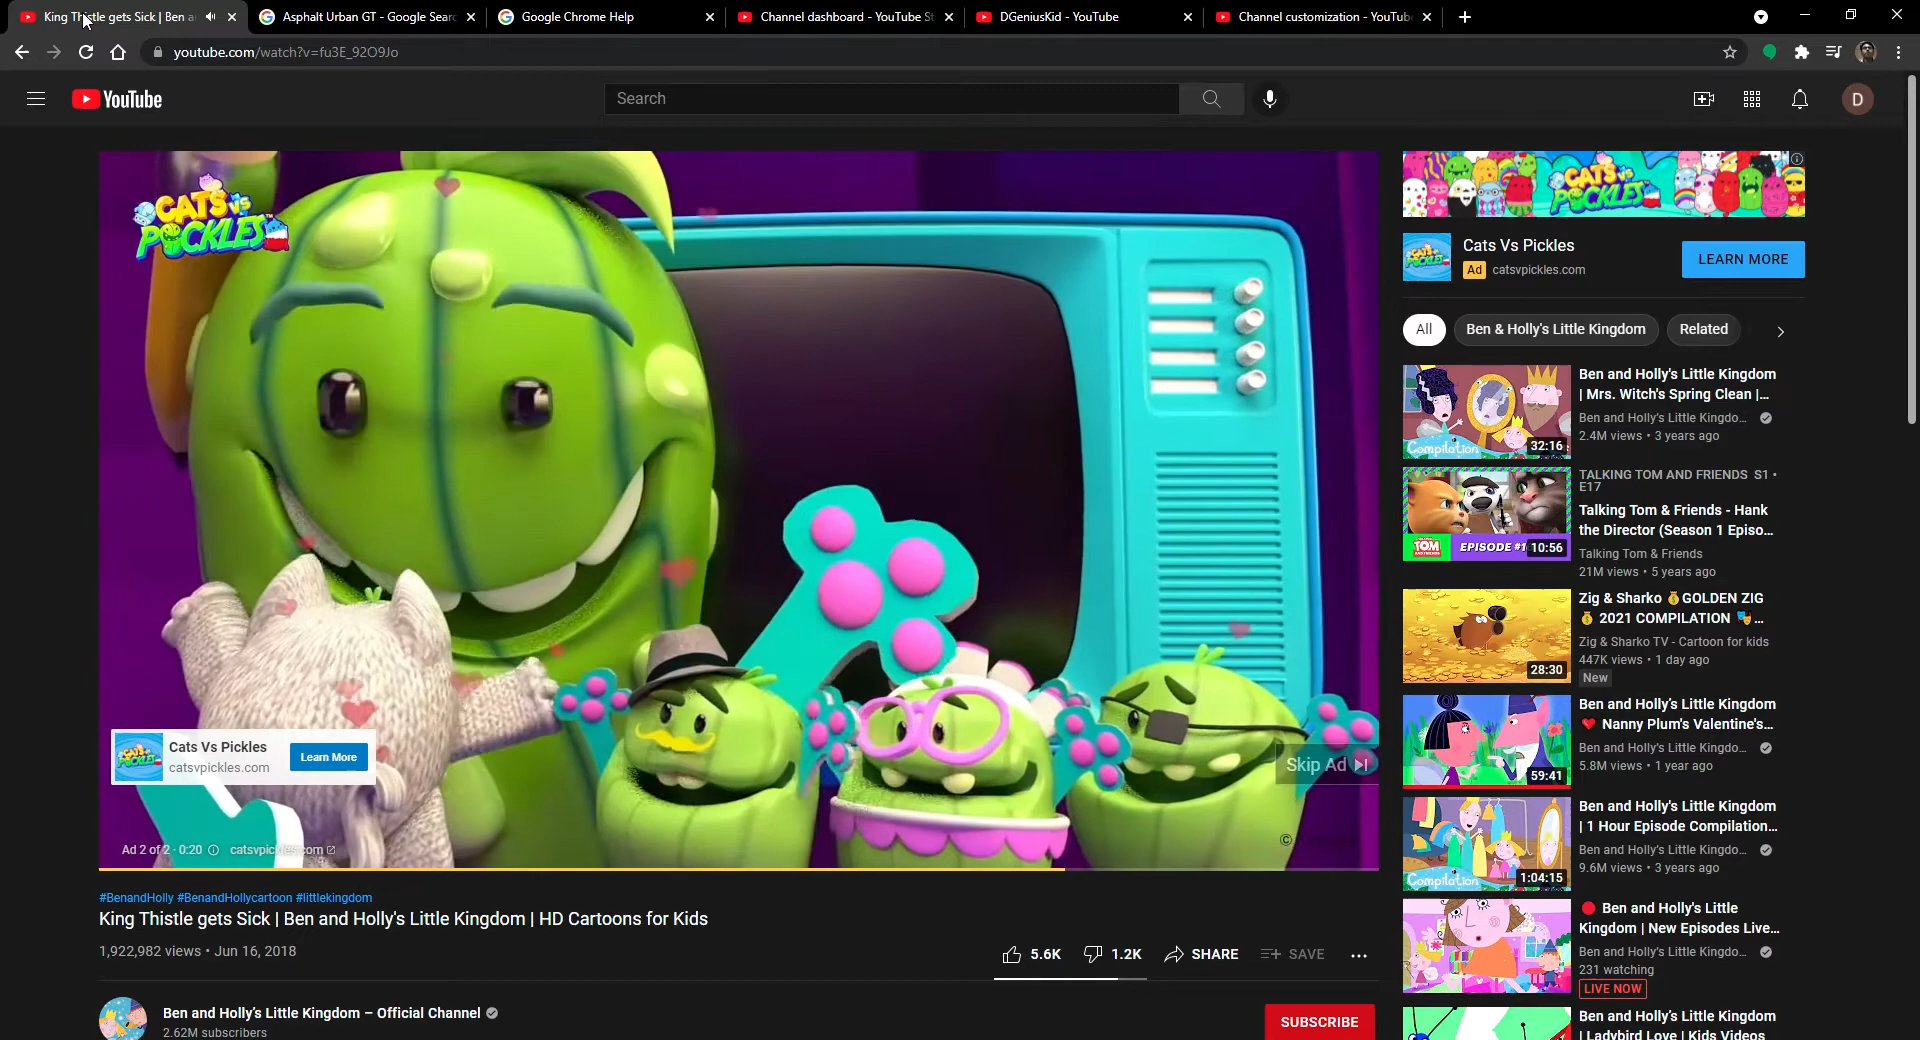 King Thistle gets Sick | Ben a
Asphalt Urban GT - Google Searc
Google Chrome Help
Channel dashboard - YouTube St
DGeniusKid - YouTube
Channel customization - YouTub
youtube.com/watch?v=fu3E_92O9Jo
YouTube
Search
D
CATS VS PICKLES
CATS VS PICKLES
Cats Vs Pickles
Ad catsvpickles.com
LEARN MORE
All
Ben & Holly's Little Kingdom
Related
Ben and Holly's Little Kingdom
| Mrs. Witch's Spring Clean |...
Ben and Holly's Little Kingdo...
2.4M views • 3 years ago
Compilation
32:16
TALKING TOM AND FRIENDS S1 •
E17
Talking Tom & Friends - Hank
the Director (Season 1 Episo...
Talking Tom & Friends
21M views • 5 years ago
TOM
EPISODE #1
10:56
Zig & Sharko 🥇GOLDEN ZIG
🥇 2021 COMPILATION 🎭...
Zig & Sharko TV - Cartoon for kids
447K views • 1 day ago
New
28:30
Ben and Holly's Little Kingdom
❤️ Nanny Plum's Valentine's...
Ben and Holly's Little Kingdo...
5.8M views • 1 year ago
59:41
Ben and Holly's Little Kingdom
| 1 Hour Episode Compilation...
Ben and Holly's Little Kingdo...
9.6M views • 3 years ago
Compilation
1:04:15
🔴 Ben and Holly's Little
Kingdom | New Episodes Live...
Ben and Holly's Little Kingdo...
231 watching
LIVE NOW
Ben and Holly's Little Kingdom
| Ladybird Love | Kids Videos
Cats Vs Pickles
catsvpickles.com
Learn More
Skip Ad
©
Ad 2 of 2 · 0:20
catsvpickles.com
#BenandHolly #BenandHollycartoon #littlekingdom
King Thistle gets Sick | Ben and Holly's Little Kingdom | HD Cartoons for Kids
1,922,982 views • Jun 16, 2018
5.6K
1.2K
SHARE
SAVE
Ben and Holly's Little Kingdom – Official Channel
2.62M subscribers
SUBSCRIBE